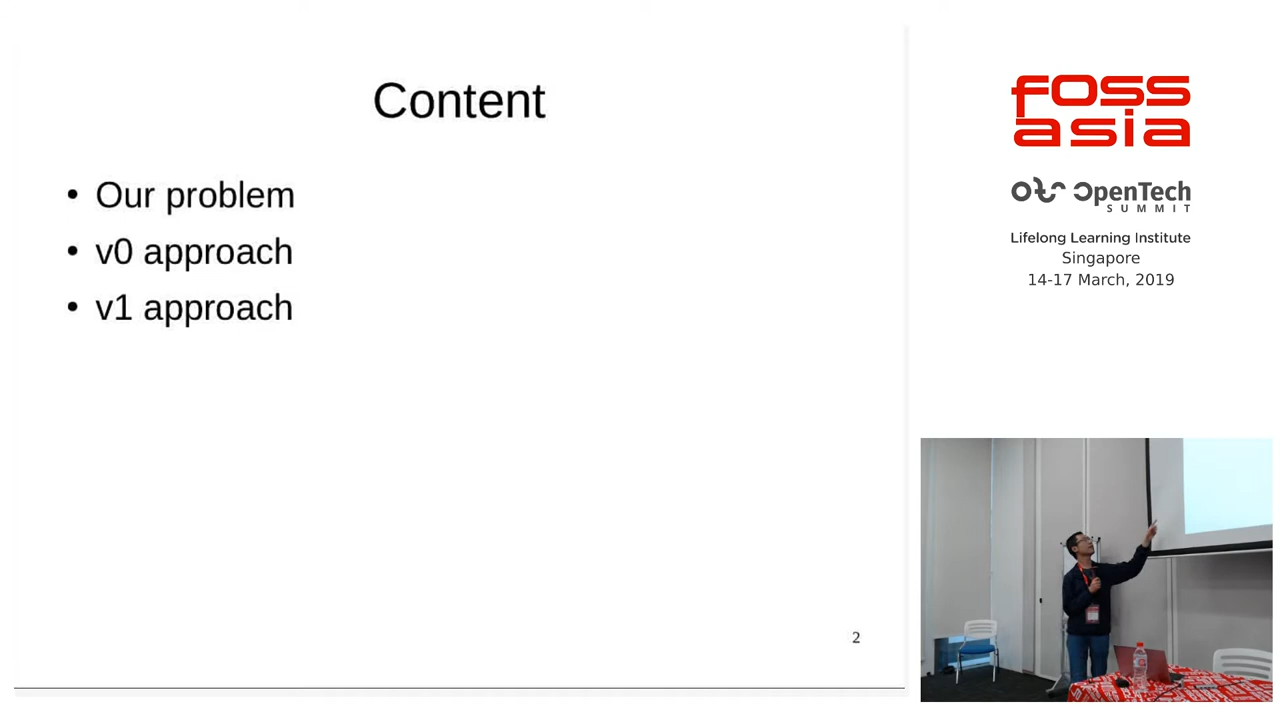 Content
• Our problem
• v0 approach
• v1 approach
2
foss
asia
OpenTech
SUMMIT
Lifelong Learning Institute
Singapore
14-17 March, 2019